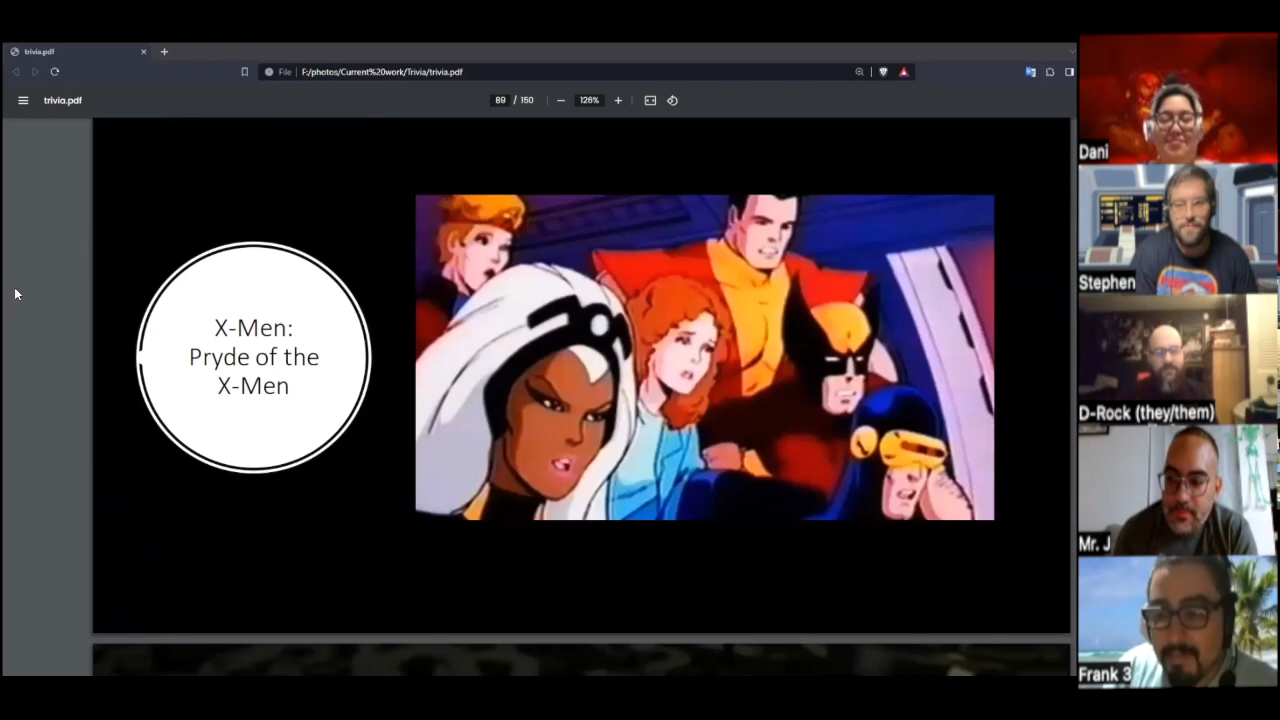 trivia.pdf
File F:/photos/Current%20work/Trivia/trivia.pdf
trivia.pdf
89 / 150
126%
X-Men:
Pryde of the
X-Men
Dani
Stephen
D-Rock (they/them)
Mr. J
Frank 3